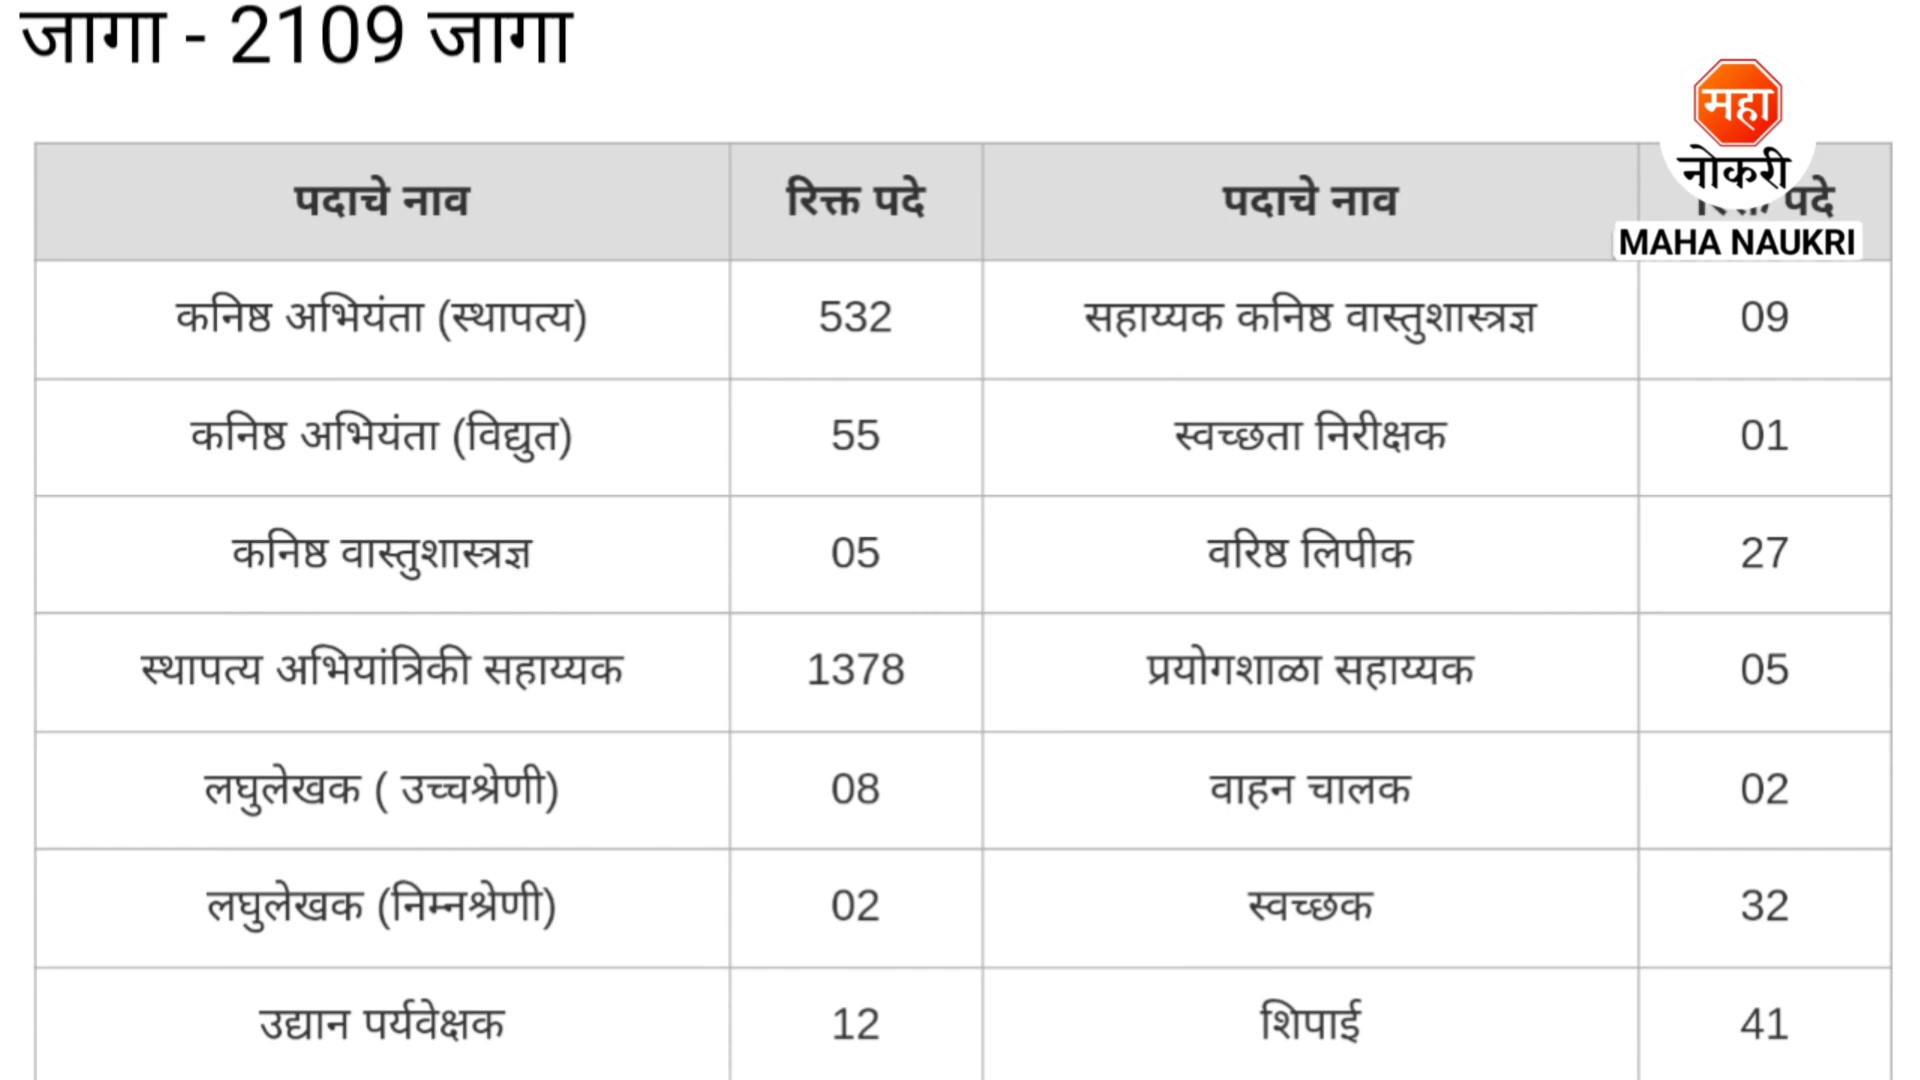 जागा - 2109 जागा
महा
नोकरी
MAHA NAUKRI
पदाचे नाव रिक्त पदे पदाचे नाव रिक्त पदे
कनिष्ठ अभियंता (स्थापत्य) 532 सहाय्यक कनिष्ठ वास्तुशास्त्रज्ञ 09
कनिष्ठ अभियंता (विद्युत) 55 स्वच्छता निरीक्षक 01
कनिष्ठ वास्तुशास्त्रज्ञ 05 वरिष्ठ लिपीक 27
स्थापत्य अभियांत्रिकी सहाय्यक 1378 प्रयोगशाळा सहाय्यक 05
लघुलेखक ( उच्चश्रेणी) 08 वाहन चालक 02
लघुलेखक (निम्नश्रेणी) 02 स्वच्छक 32
उद्यान पर्यवेक्षक 12 शिपाई 41